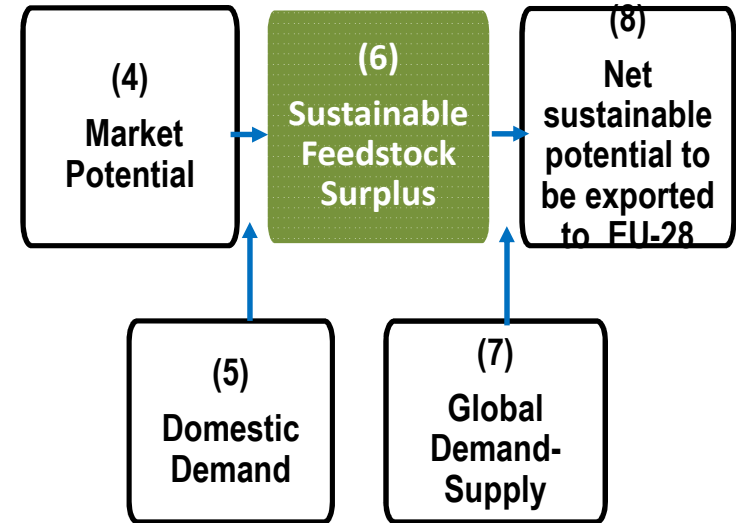 (4)
Market
Potential
(6)
Sustainable
Feedstock
Surplus
(8)
Net
sustainable
potential to
be exported
to EU-28
(5)
Domestic
Demand
(7)
Global
Demand-
Supply